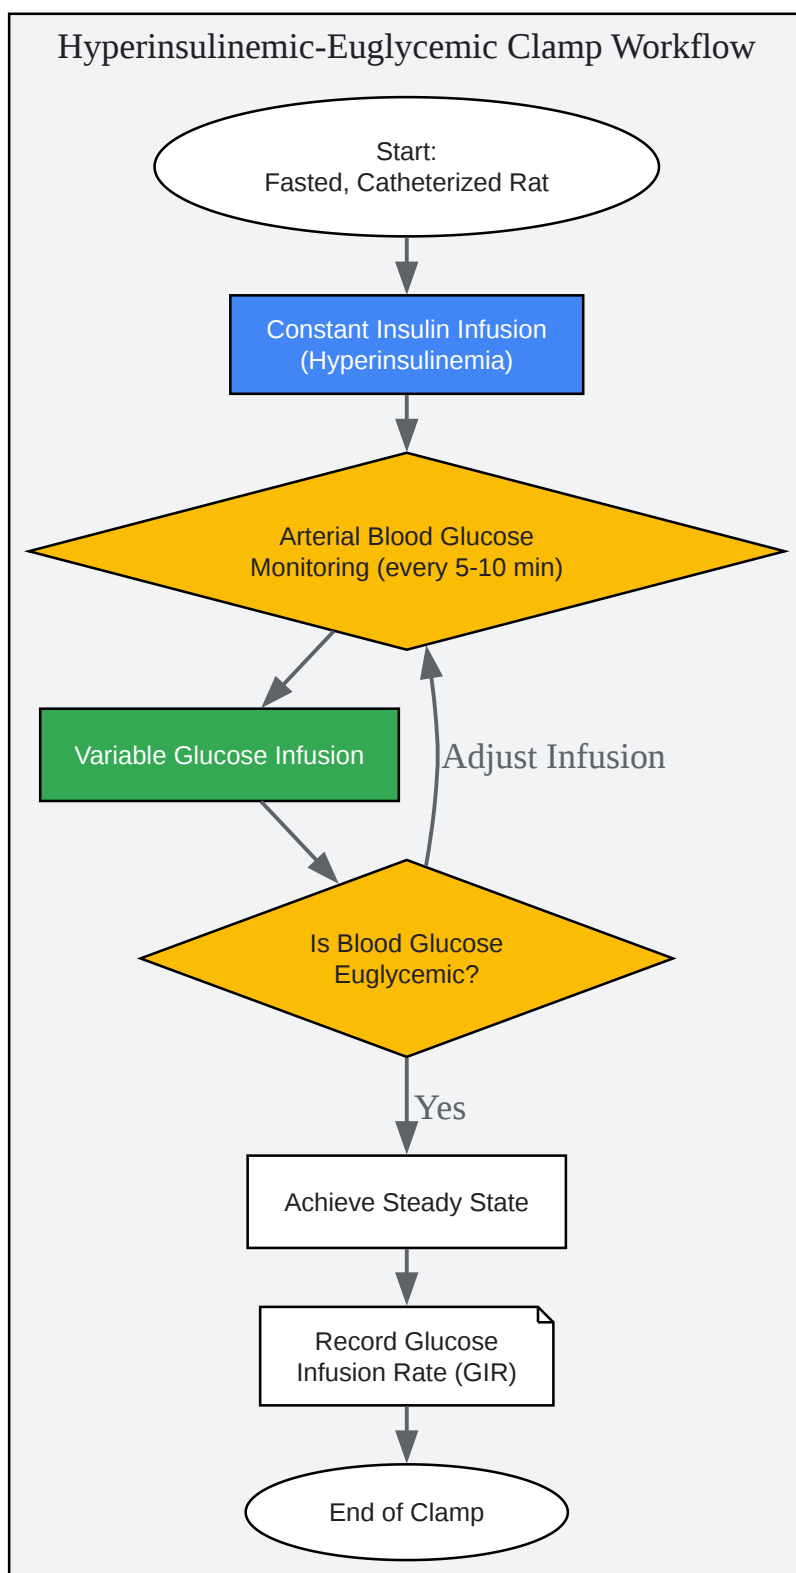 Hyperinsulinemic-Euglycemic Clamp Workflow
Start:
Fasted, Catheterized Rat
Constant Insulin Infusion
(Hyperinsulinemia)
Arterial Blood Glucose
Monitoring (every 5-10 min)
Variable Glucose Infusion
Adjust Infusion
Is Blood Glucose
Euglycemic?
Yes
Achieve Steady State
Record Glucose
Infusion Rate (GIR)
End of Clamp